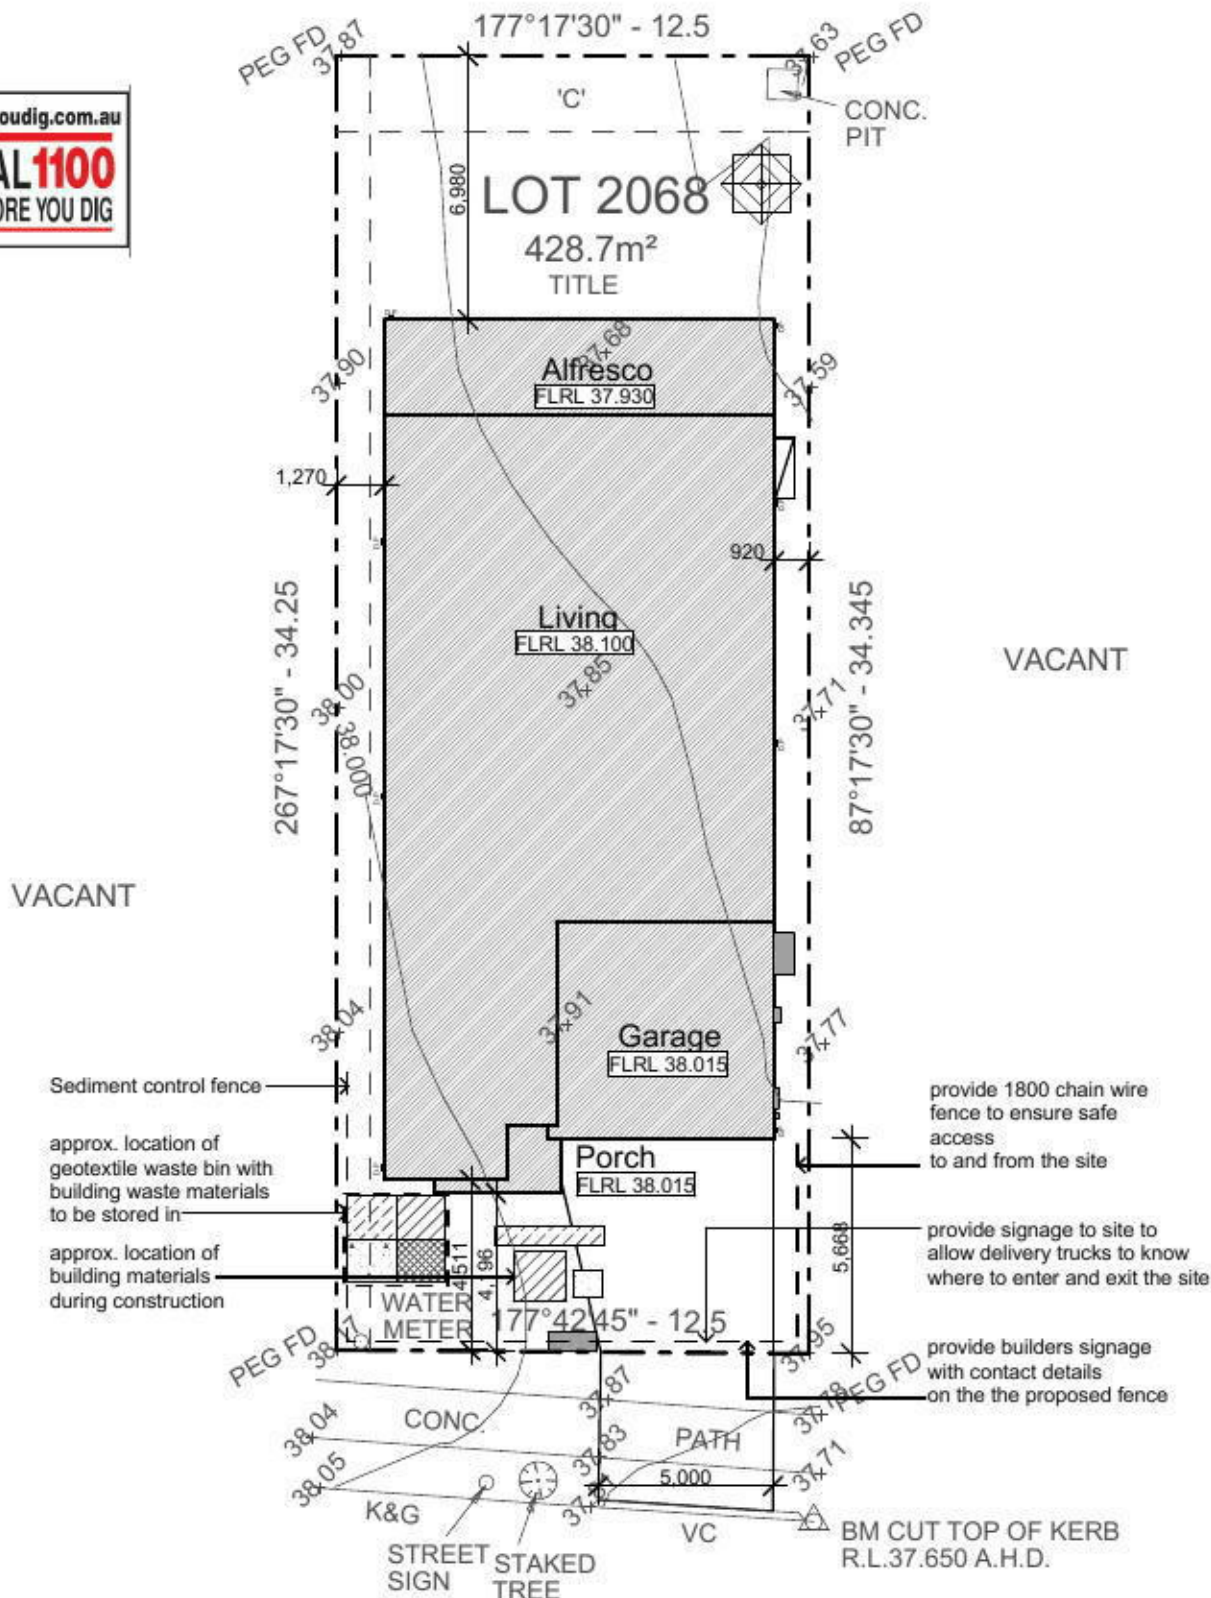 177°17'30" - 12.5
PEG FD
37.87
37.63
PEG FD
oudig.com.au
AL1100
ORE YOU DIG
'C'
CONC.
PIT
6,980
LOT 2068
428.7m²
TITLE
37.68
Alfresco
FLRL 37.930
37.90
37.59
1,270
920
267°17'30" - 34.25
87°17'30" - 34.345
Living
FLRL 38.100
37.85
VACANT
38.00
38.000
37.71
VACANT
37.91
Garage
FLRL 38.015
38.04
37.77
Sediment control fence
approx. location of
geotextile waste bin with
building waste materials
to be stored in
approx. location of
building materials
during construction
provide 1800 chain wire
fence to ensure safe
access
to and from the site
Porch
FLRL 38.015
provide signage to site to
allow delivery trucks to know
where to enter and exit the site
5,668
4,511
4,196
WATER
METER
177°42'45" - 12.5
PEG FD
38.17
37.95
PEG FD
provide builders signage
with contact details
on the the proposed fence
37.87
37.78
CONC.
PATH
38.04
37.83
37.71
38.05
5,000
K&G
VC
STREET
SIGN
STAKED
TREE
BM CUT TOP OF KERB
R.L.37.650 A.H.D.